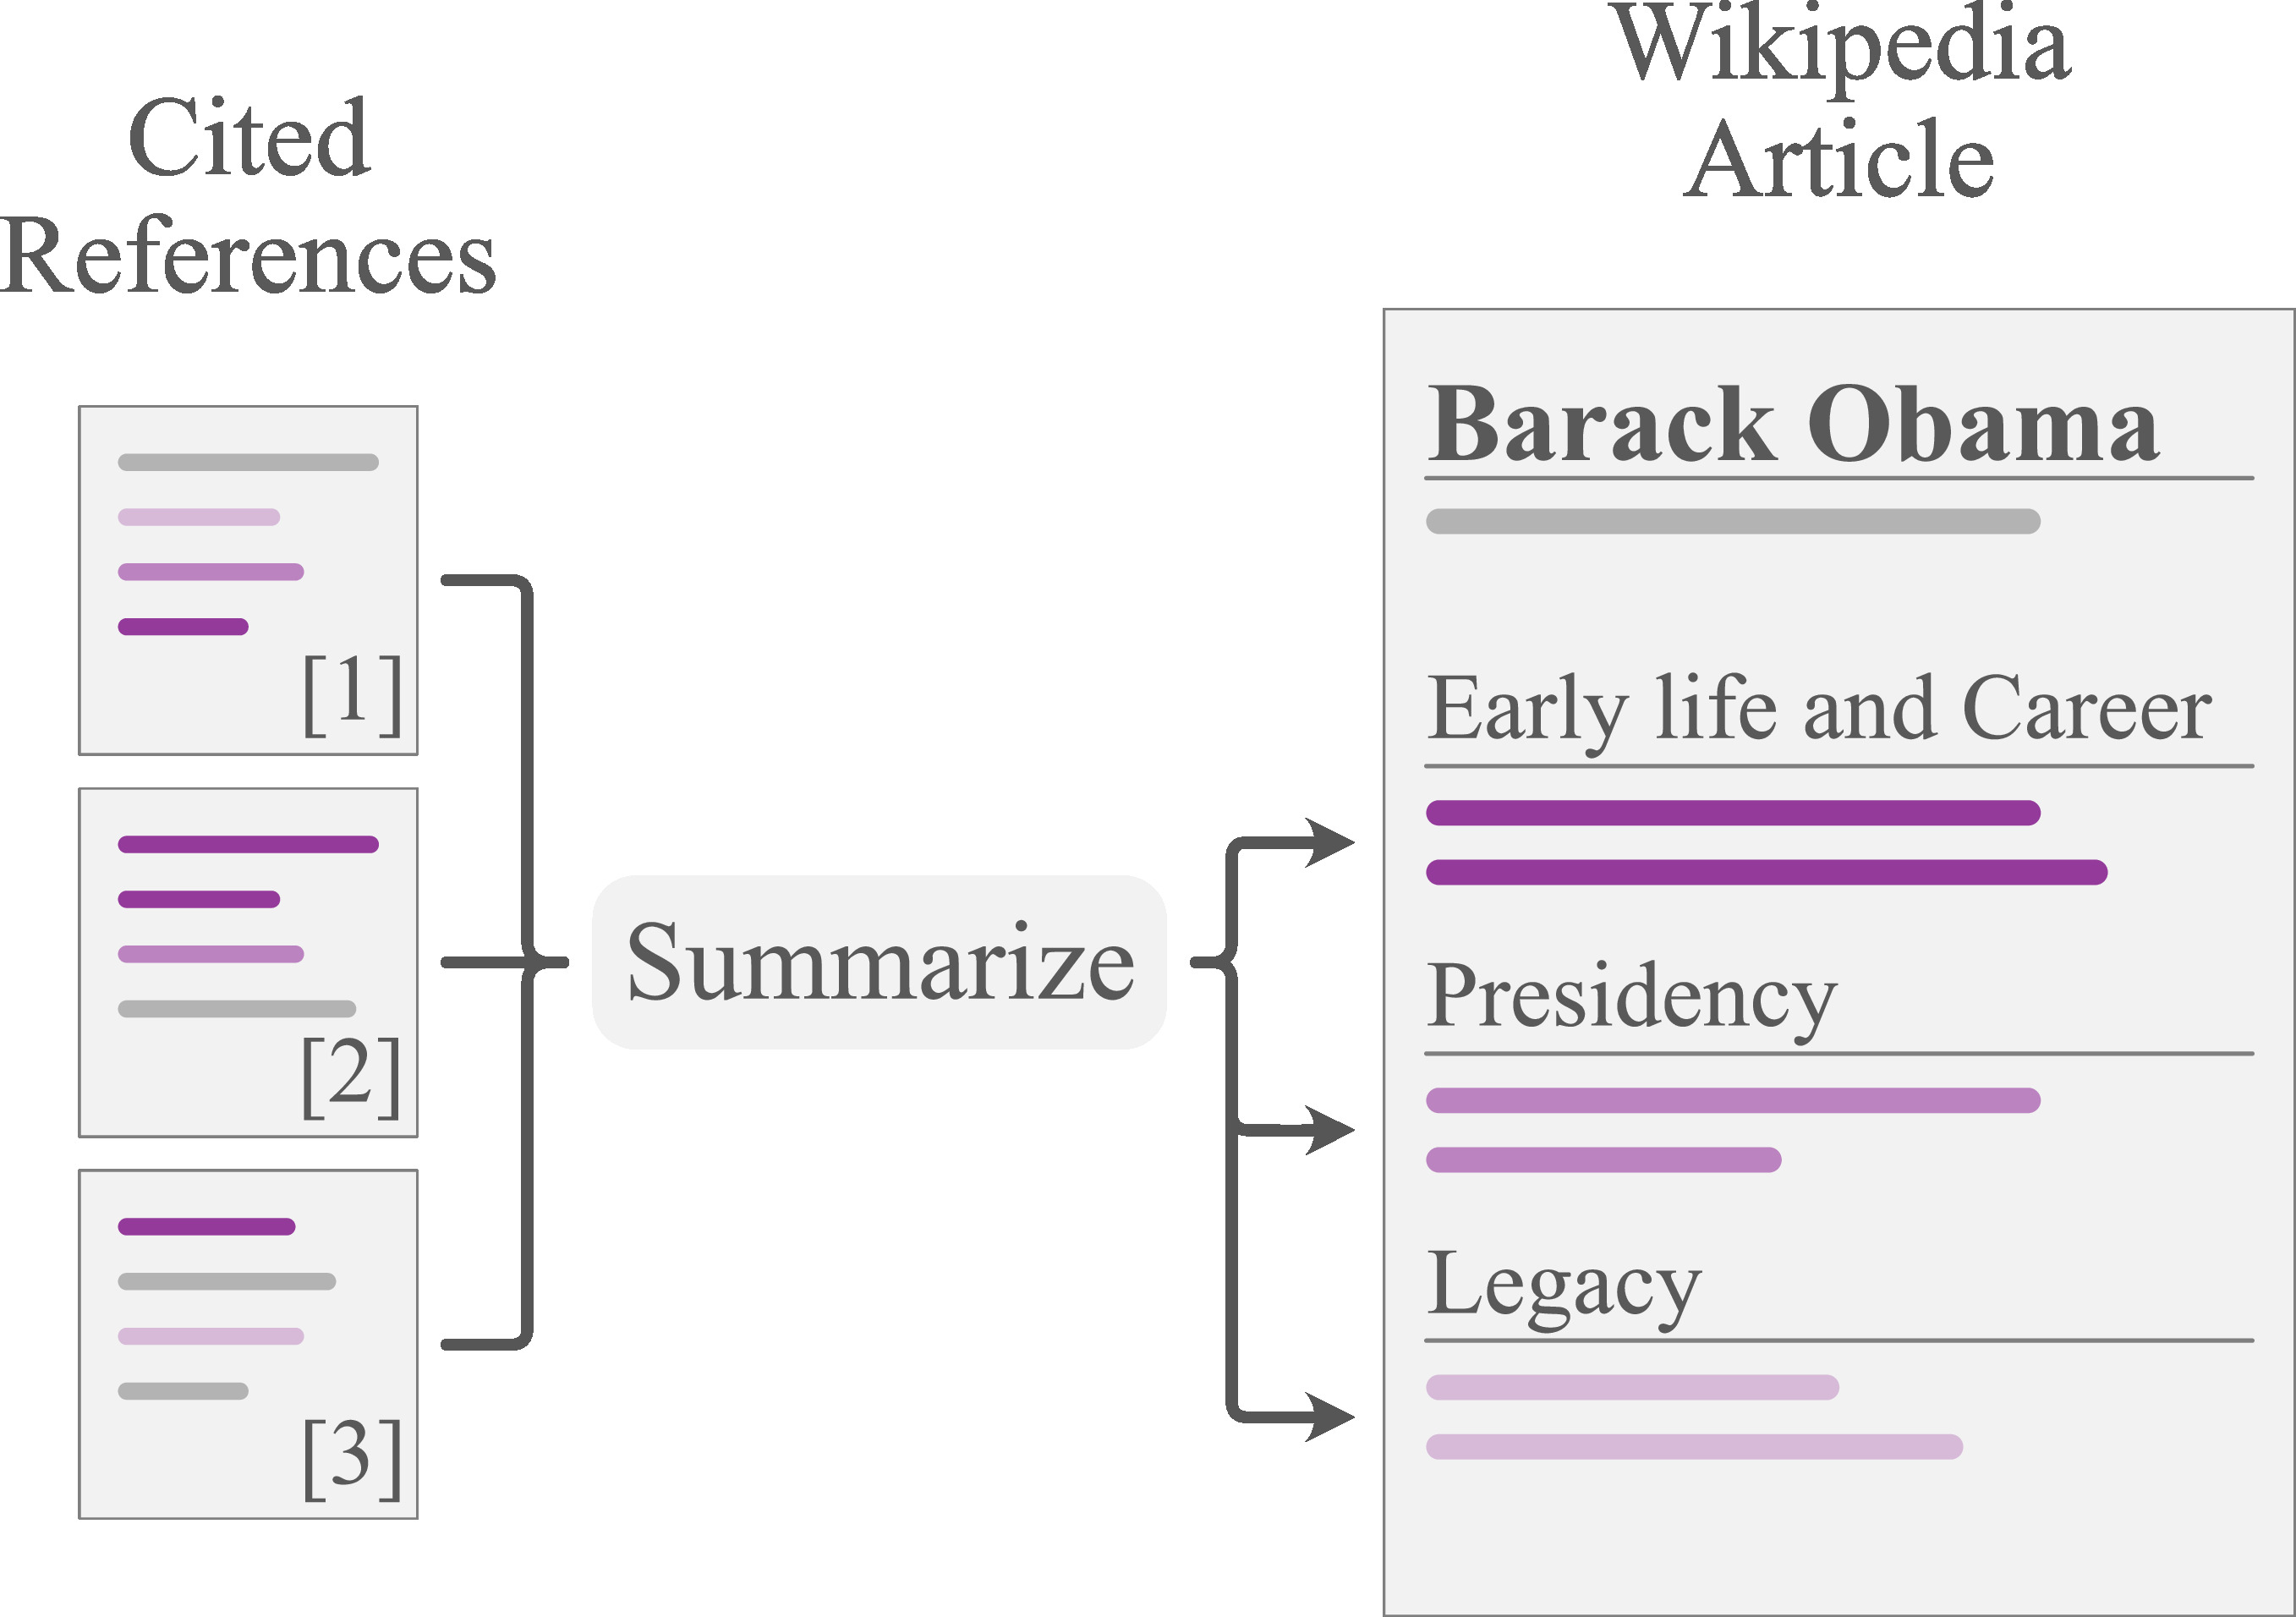 Cited
References
[1]
[2]
[3]
Summarize
Wikipedia
Article
Barack Obama
Early life and Career
Presidency
Legacy